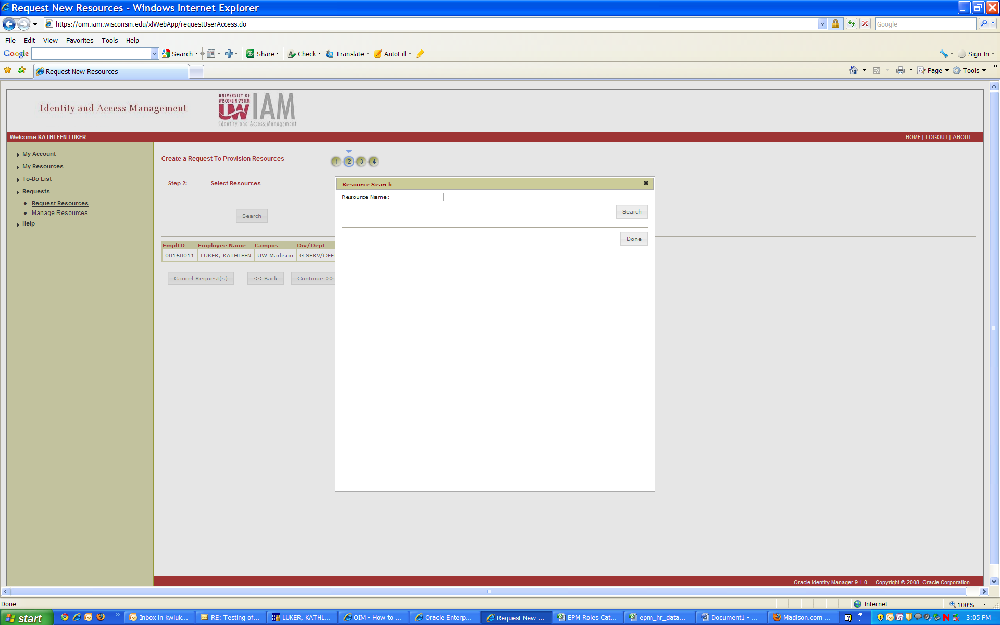 Request New Resources - Windows Internet Explorer
https://oim.iam.wisconsin.edu/xlWebApp/requestUserAccess.do
Google
File Edit View Favorites Tools Help
Google Search Share Check Translate AutoFill Sign In
Request New Resources
Page Tools
Identity and Access Management
UNIVERSITY OF
WISCONSIN SYSTEM
UW IAM
Identity and Access Management
Welcome KATHLEEN LUKER
HOME | LOGOUT | ABOUT
My Account
My Resources
To-Do List
Requests
Request Resources
Manage Resources
Help
Create a Request To Provision Resources
1 2 3 4
Step 2: Select Resources
Search
EmplID Employee Name Campus Div/Dept
00160011 LUKER, KATHLEEN UW Madison G SERV/OFF
Cancel Request(s) << Back Continue >>
Resource Search
Resource Name:
Search
Done
Oracle Identity Manager 9.1.0 Copyright © 2008, Oracle Corporation.
Done
Internet
100%
start
Inbox in kwluk...
RE: Testing of...
LUKER, KATHL...
OIM - How to ...
Oracle Enterp...
Request New ...
EPM Roles Cat...
epm_hr_data...
Document1 - ...
Madison.com ...
3:05 PM